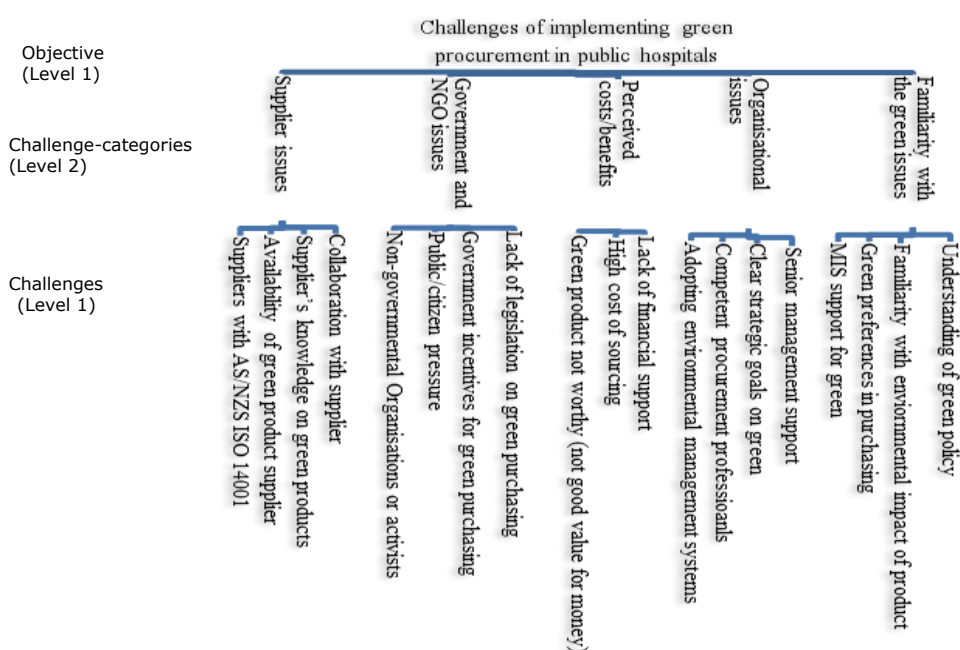 Challenges of implementing green
procurement in public hospitals
Objective
(Level 1)
Challenge-categories
(Level 2)
Supplier issues
Government and
NGO issues
Perceived
costs/benefits
Organisational
issues
Familiarity with
the green issues
Challenges
(Level 1)
Collaboration with supplier
Supplier's knowledge on green products
Availability of green product supplier
Suppliers with AS/NZS ISO 14001
Lack of legislation on green purchasing
Government incentives for green purchasing
Public/citizen pressure
Non-governmental Organisations or activists
Lack of financial support
High cost of sourcing
Green product not worthy (not good value for money)
Senior management support
Clear strategic goals on green
Competent procurement professioanls
Adopting environmental management systems
Understanding of green policy
Familiarity with enviornmental impact of product
Green preferences in purchasing
MIS support for green